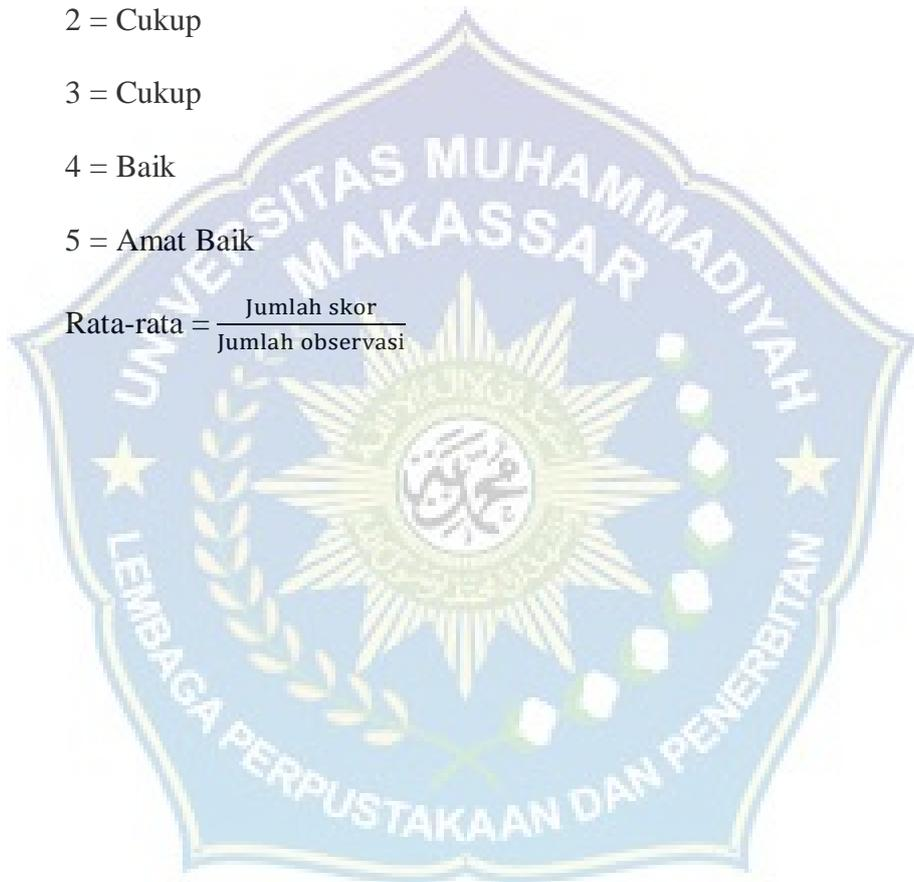 2 = Cukup
3 = Cukup
4 = Baik
5 = Amat Baik
Rata-rata = Jumlah skor / Jumlah observasi
UNIVERSITAS MUHAMMADIYAH
MAKASSAR
LEMBAGA PERPUSTAKAAN DAN PENERBITAN